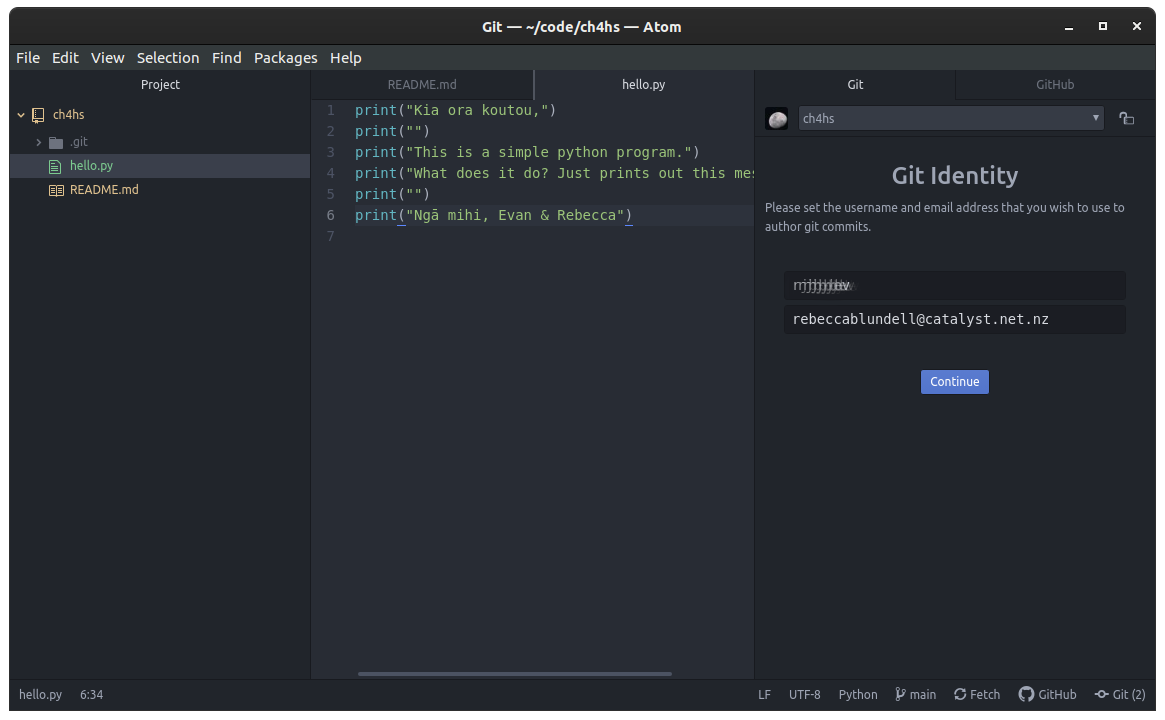 Git — ~/code/ch4hs — Atom
File Edit View Selection Find Packages Help
Project
ch4hs
.git
hello.py
README.md
README.md hello.py
1 print("Kia ora koutou,")
2 print("")
3 print("This is a simple python program.")
4 print("What does it do? Just prints out this mes
5 print("")
6 print("Ngā mihi, Evan & Rebecca")
7
Git GitHub
ch4hs
Git Identity
Please set the username and email address that you wish to use to
author git commits.
rebeccablundell@catalyst.net.nz
Continue
hello.py 6:34 LF UTF-8 Python main Fetch GitHub Git (2)